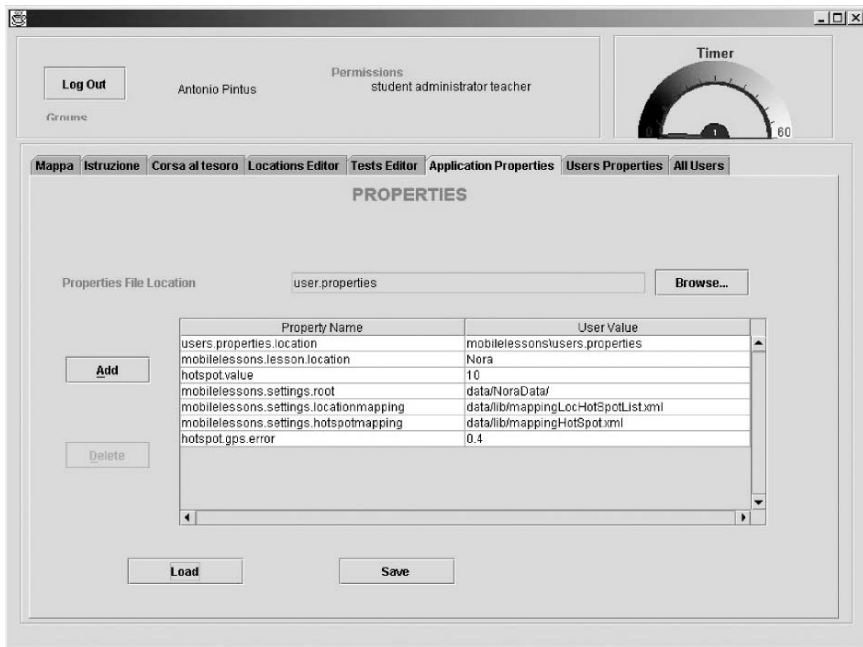 Timer
Log Out
Antonio Pintus
Permissions
student administrator teacher
Groups
0
1
60
Mappa Istruzione Corsa al tesoro Locations Editor Tests Editor Application Properties Users Properties All Users
PROPERTIES
Properties File Location user.properties Browse...
Property Name User Value
users.properties.location mobilelessons\users.properties
mobilelessons.lesson.location Nora
hotspot.value 10
mobilelessons.settings.root data/NoraData/
mobilelessons.settings.locationmapping data/lib/mappingLocHotSpotList.xml
mobilelessons.settings.hotspotmapping data/lib/mappingHotSpot.xml
hotspot.gps.error 0.4
Add
Delete
Load Save